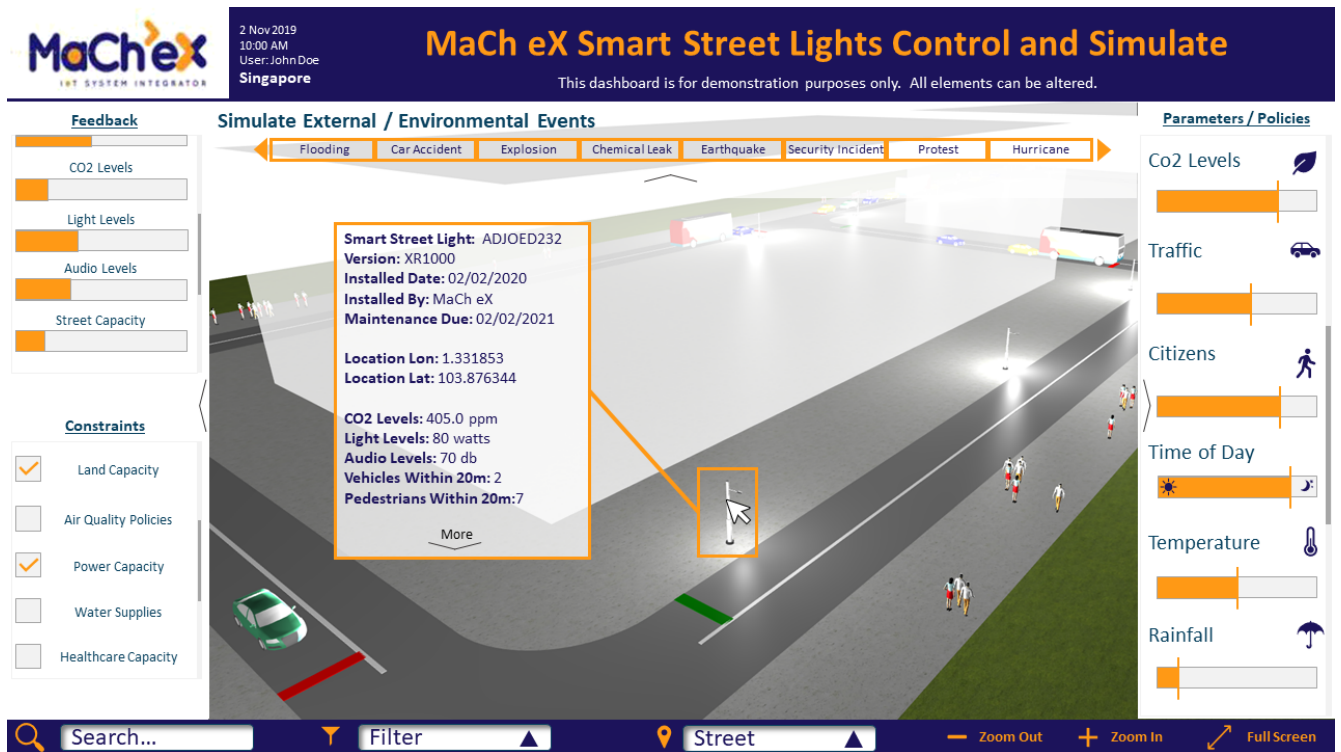 MaCh'eX
IOT SYSTEM INTEGRATOR
2 Nov 2019
10:00 AM
User: John Doe
Singapore
MaCh eX Smart Street Lights Control and Simulate
This dashboard is for demonstration purposes only.  All elements can be altered.
Feedback
CO2 Levels
Light Levels
Audio Levels
Street Capacity
Constraints
Land Capacity
Air Quality Policies
Power Capacity
Water Supplies
Healthcare Capacity
Simulate External / Environmental Events
Flooding
Car Accident
Explosion
Chemical Leak
Earthquake
Security Incident
Protest
Hurricane
Smart Street Light: ADJOED232
Version: XR1000
Installed Date: 02/02/2020
Installed By: MaCh eX
Maintenance Due: 02/02/2021
Location Lon: 1.331853
Location Lat: 103.876344
CO2 Levels: 405.0 ppm
Light Levels: 80 watts
Audio Levels: 70 db
Vehicles Within 20m: 2
Pedestrians Within 20m:7
More
Parameters / Policies
Co2 Levels
Traffic
Citizens
Time of Day
Temperature
Rainfall
Search...
Filter
Street
Zoom Out
Zoom In
Full Screen